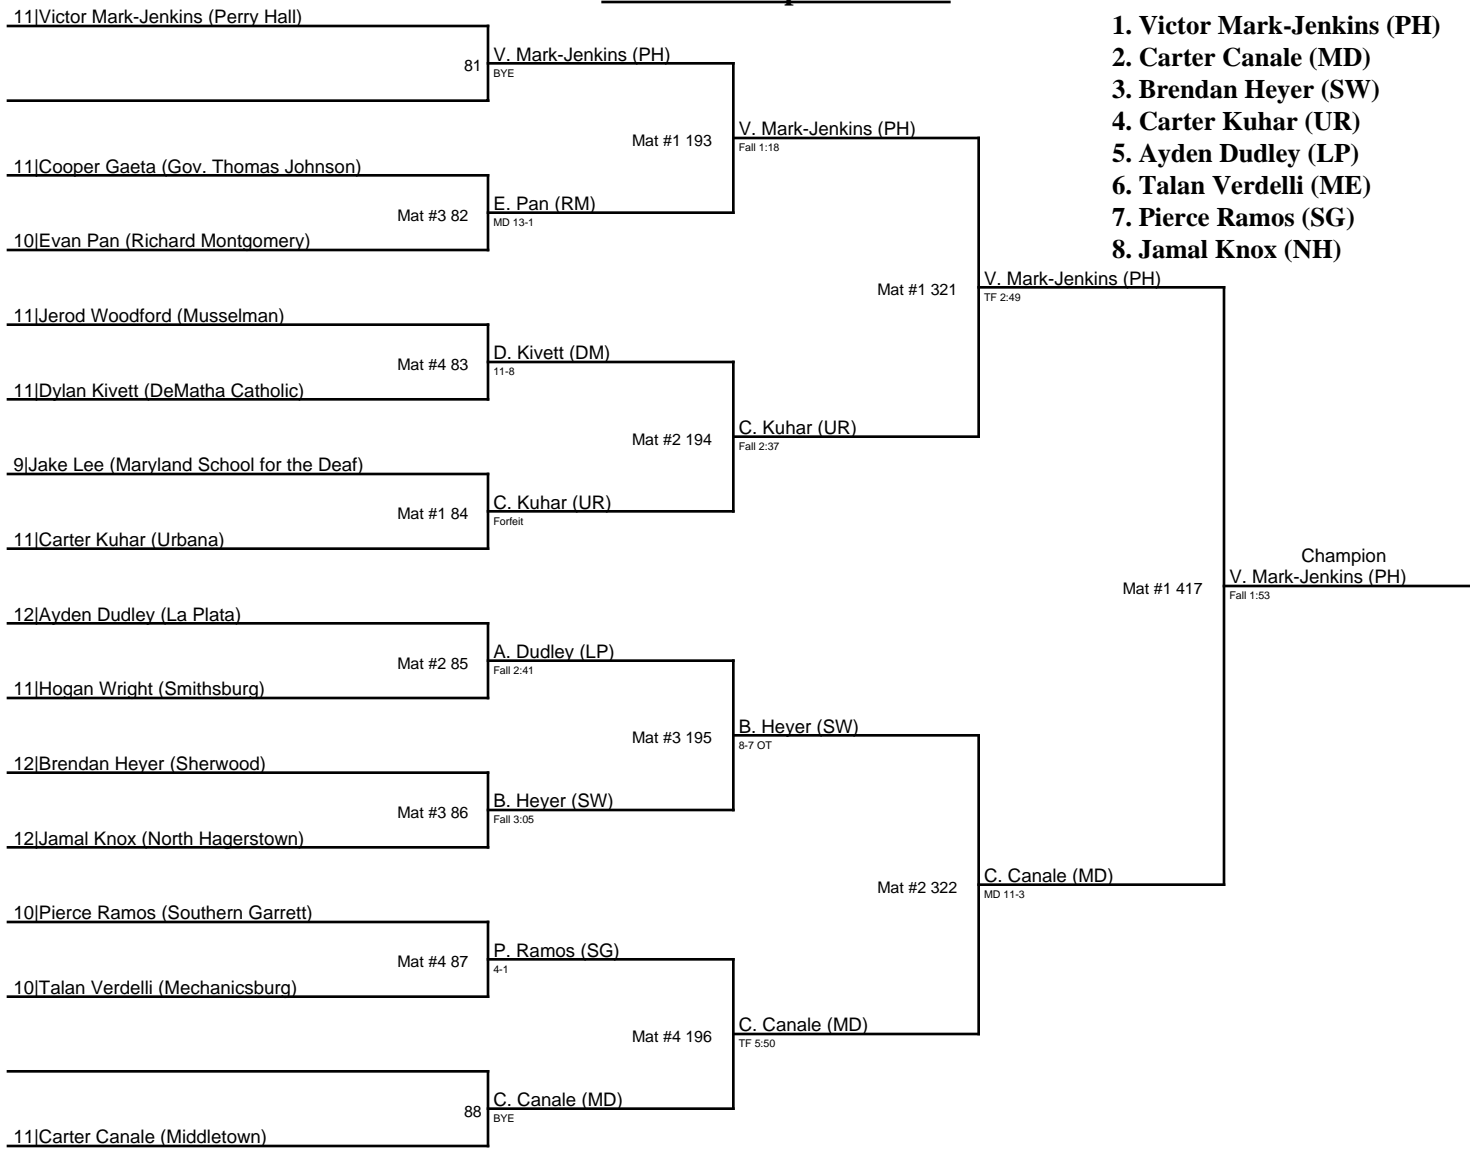 11|Victor Mark-Jenkins (Perry Hall)
81
V. Mark-Jenkins (PH)
BYE
Mat #1 193
V. Mark-Jenkins (PH)
Fall 1:18
11|Cooper Gaeta (Gov. Thomas Johnson)
Mat #3 82
E. Pan (RM)
MD 13-1
10|Evan Pan (Richard Montgomery)
Mat #1 321
V. Mark-Jenkins (PH)
TF 2:49
11|Jerod Woodford (Musselman)
Mat #4 83
D. Kivett (DM)
11-8
11|Dylan Kivett (DeMatha Catholic)
Mat #2 194
C. Kuhar (UR)
Fall 2:37
9|Jake Lee (Maryland School for the Deaf)
Mat #1 84
C. Kuhar (UR)
Forfeit
11|Carter Kuhar (Urbana)
Champion
Mat #1 417
V. Mark-Jenkins (PH)
Fall 1:53
12|Ayden Dudley (La Plata)
Mat #2 85
A. Dudley (LP)
Fall 2:41
11|Hogan Wright (Smithsburg)
Mat #3 195
B. Heyer (SW)
8-7 OT
12|Brendan Heyer (Sherwood)
Mat #3 86
B. Heyer (SW)
Fall 3:05
12|Jamal Knox (North Hagerstown)
Mat #2 322
C. Canale (MD)
MD 11-3
10|Pierce Ramos (Southern Garrett)
Mat #4 87
P. Ramos (SG)
4-1
10|Talan Verdelli (Mechanicsburg)
Mat #4 196
C. Canale (MD)
TF 5:50
88
C. Canale (MD)
BYE
11|Carter Canale (Middletown)
1. Victor Mark-Jenkins (PH)
2. Carter Canale (MD)
3. Brendan Heyer (SW)
4. Carter Kuhar (UR)
5. Ayden Dudley (LP)
6. Talan Verdelli (ME)
7. Pierce Ramos (SG)
8. Jamal Knox (NH)